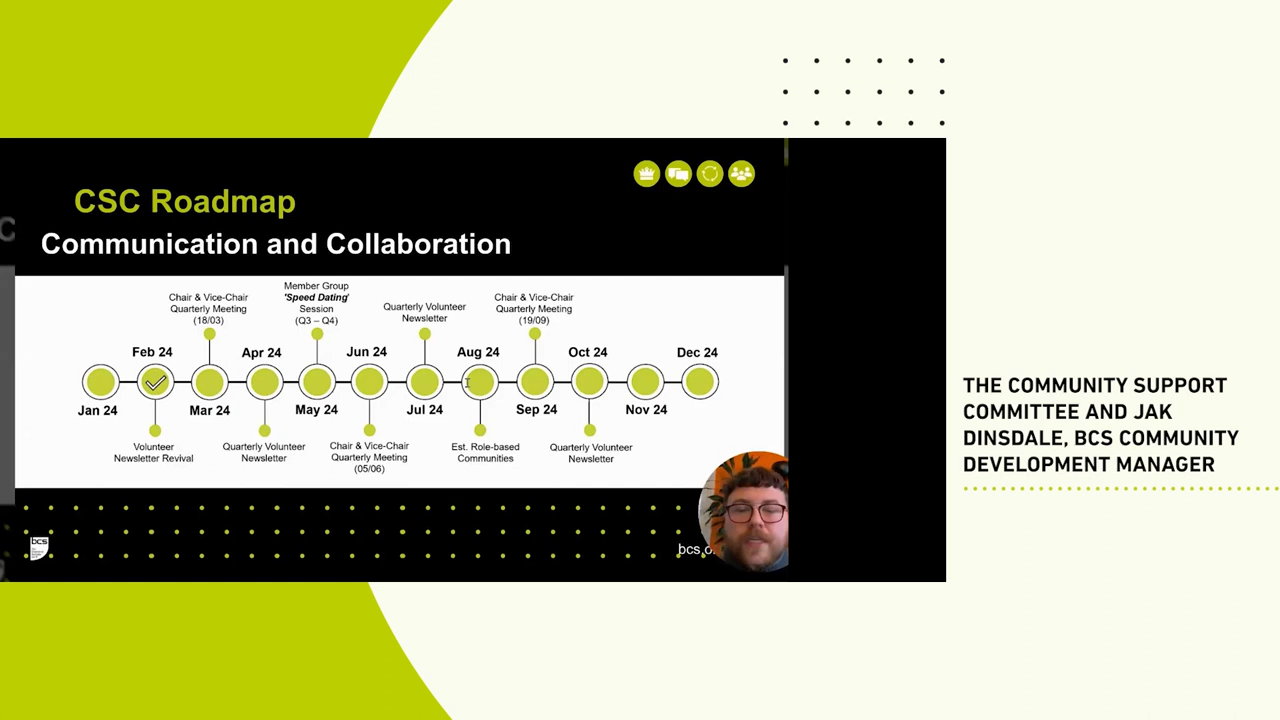 CSC Roadmap
Communication and Collaboration
Chair & Vice-Chair
Quarterly Meeting
(18/03)
Member Group
'Speed Dating'
Session
(Q3 – Q4)
Quarterly Volunteer
Newsletter
Chair & Vice-Chair
Quarterly Meeting
(19/09)
Feb 24
Apr 24
Jun 24
Aug 24
Oct 24
Dec 24
Jan 24
Mar 24
May 24
Jul 24
Sep 24
Nov 24
Volunteer
Newsletter Revival
Quarterly Volunteer
Newsletter
Chair & Vice-Chair
Quarterly Meeting
(05/06)
Est. Role-based
Communities
Quarterly Volunteer
Newsletter
bcs
bcs.o
THE COMMUNITY SUPPORT
COMMITTEE AND JAK
DINSDALE, BCS COMMUNITY
DEVELOPMENT MANAGER